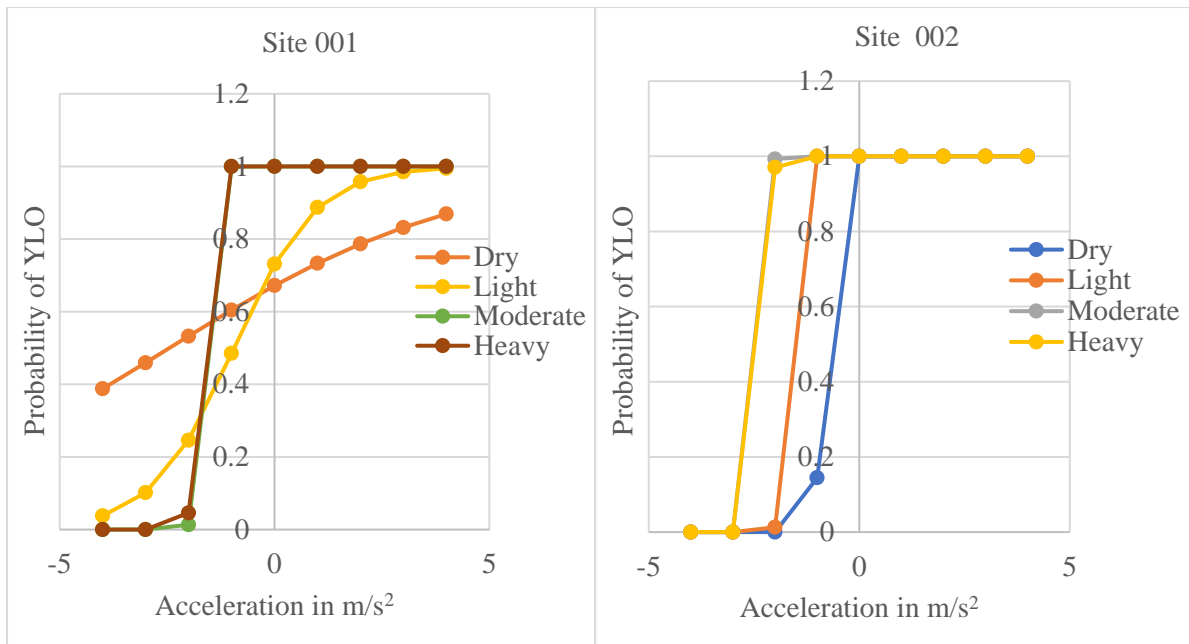 Site 001
1.2
1
0.8
0.6
0.4
0.2
0
-5
0
5
Probability of YLO
Acceleration in m/s²
Dry
Light
Moderate
Heavy
Site 002
1.2
1
0.8
0.6
0.4
0.2
0
-5
0
5
Probability of YLO
Acceleration in m/s²
Dry
Light
Moderate
Heavy